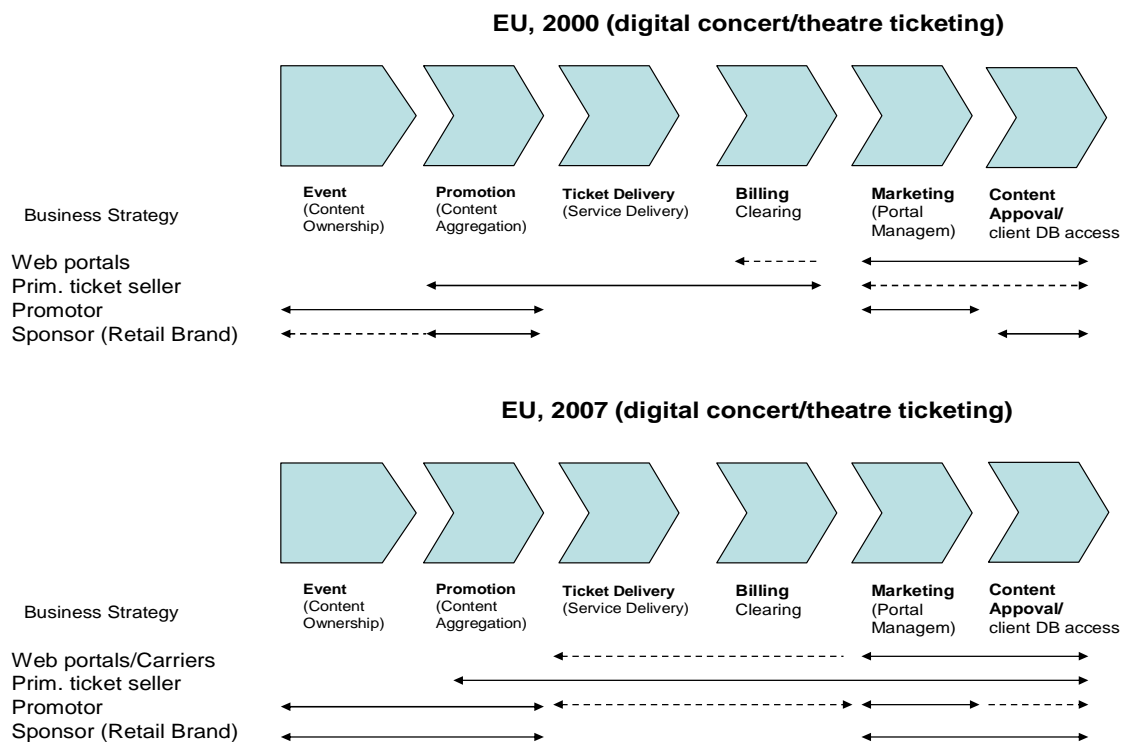 EU, 2000 (digital concert/theatre ticketing)
Event
(Content
Ownership)
Promotion
(Content
Aggregation)
Ticket Delivery
(Service Delivery)
Billing
Clearing
Marketing
(Portal
Managem)
Content
Appoval/
client DB access
Business Strategy
Web portals
Prim. ticket seller
Promotor
Sponsor (Retail Brand)
EU, 2007 (digital concert/theatre ticketing)
Event
(Content
Ownership)
Promotion
(Content
Aggregation)
Ticket Delivery
(Service Delivery)
Billing
Clearing
Marketing
(Portal
Managem)
Content
Appoval/
client DB access
Business Strategy
Web portals/Carriers
Prim. ticket seller
Promotor
Sponsor (Retail Brand)